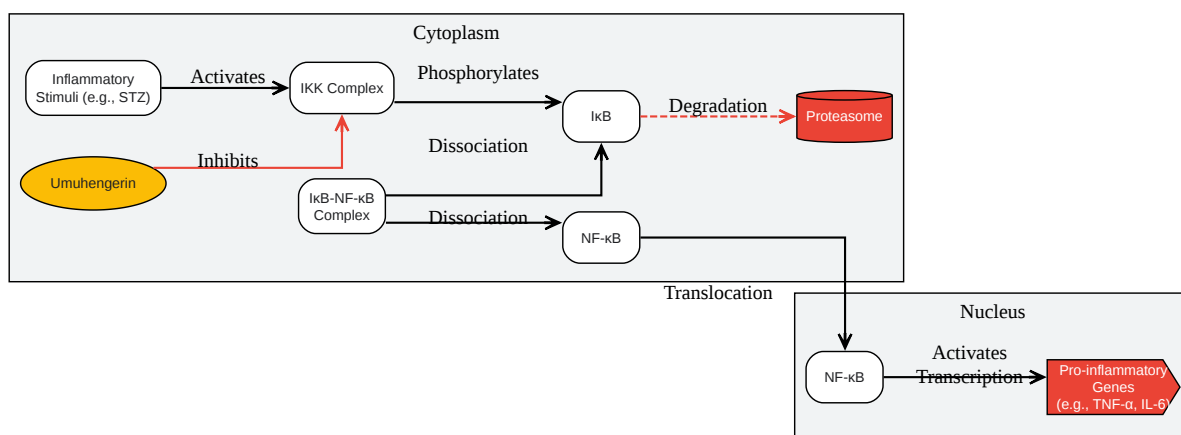 Cytoplasm
Inflammatory
Stimuli (e.g., STZ)
Activates
IKK Complex
Phosphorylates
IκB
Degradation
Proteasome
Umuhengerin
Inhibits
Dissociation
IκB-NF-κB
Complex
Dissociation
NF-κB
Translocation
Nucleus
NF-κB
Activates
Transcription
Pro-inflammatory
Genes
(e.g., TNF-α, IL-6)